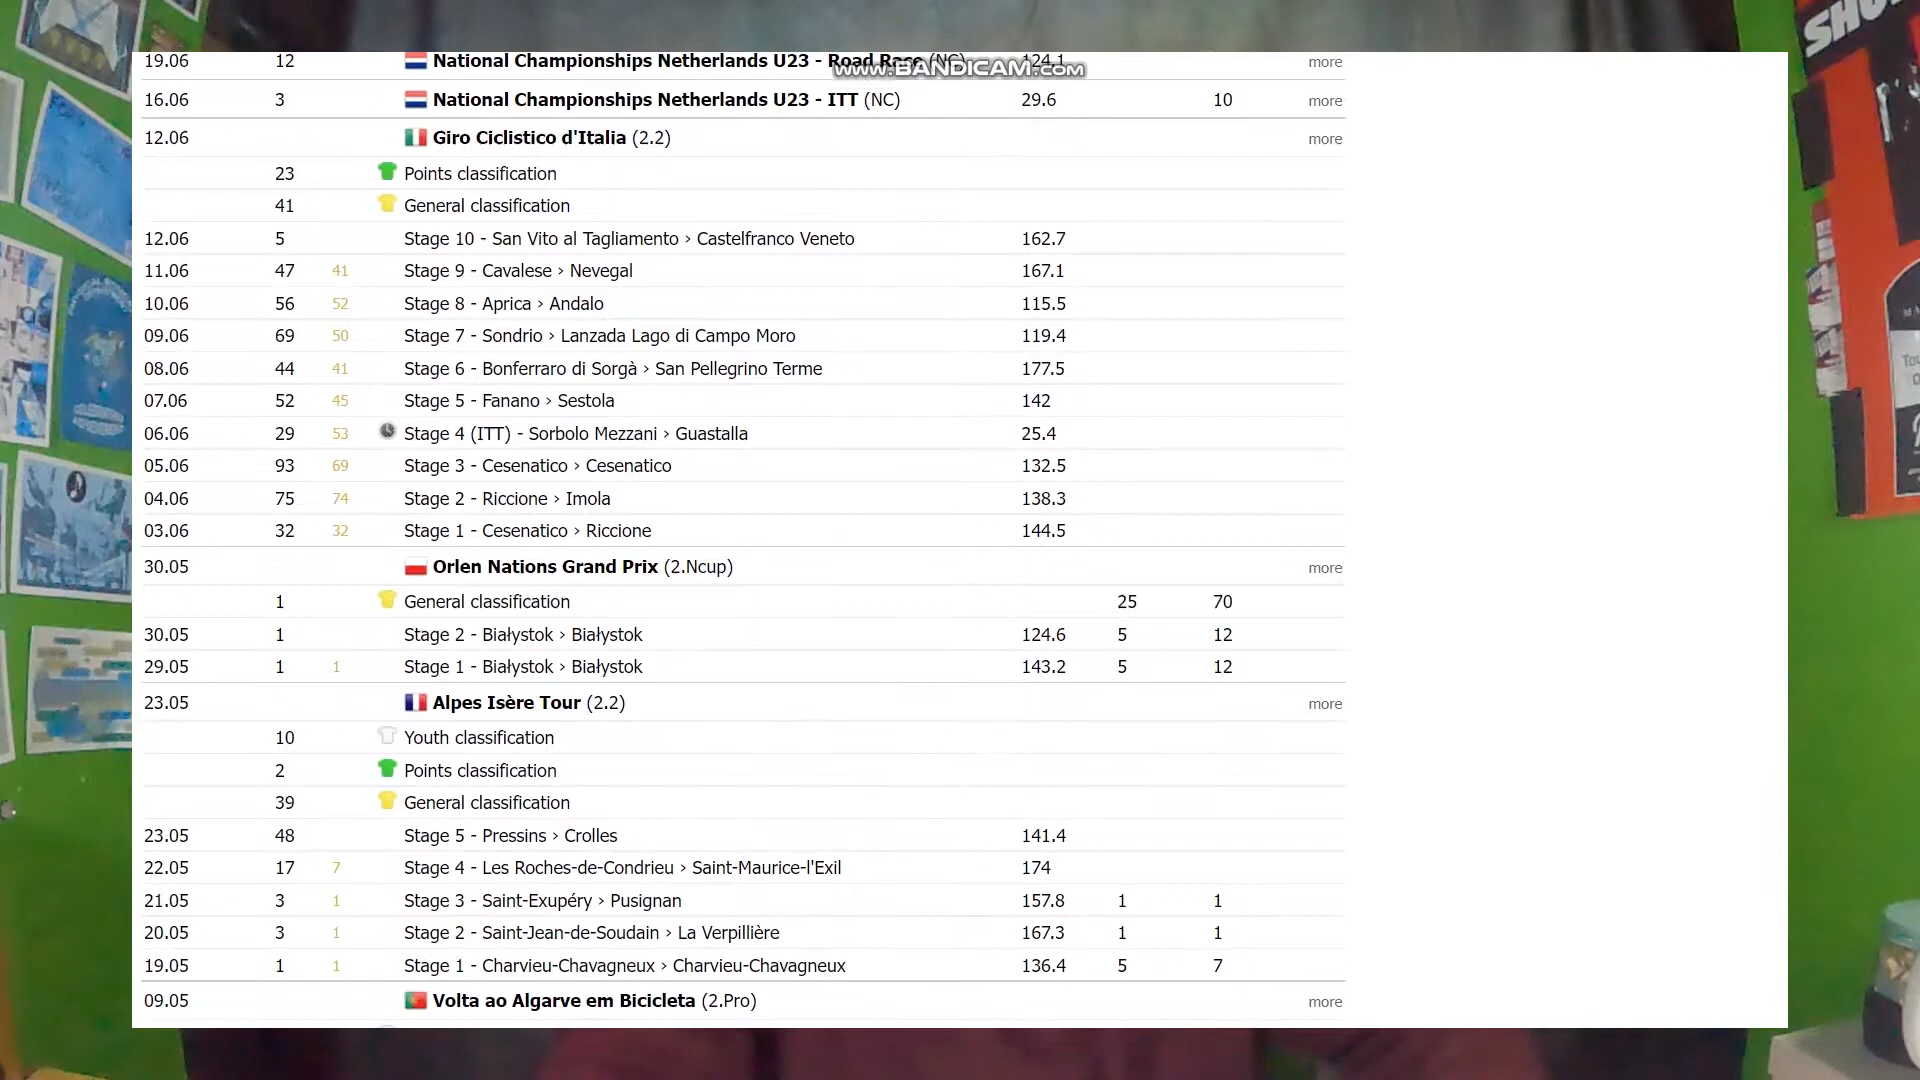 19.06 12 National Championships Netherlands U23 - Road Race (NC) 124.1 more
www.BANDICAM.com
16.06 3 National Championships Netherlands U23 - ITT (NC) 29.6 10 more
12.06 Giro Ciclistico d'Italia (2.2) more
23 Points classification
41 General classification
12.06 5 Stage 10 - San Vito al Tagliamento › Castelfranco Veneto 162.7
11.06 47 41 Stage 9 - Cavalese › Nevegal 167.1
10.06 56 52 Stage 8 - Aprica › Andalo 115.5
09.06 69 50 Stage 7 - Sondrio › Lanzada Lago di Campo Moro 119.4
08.06 44 41 Stage 6 - Bonferraro di Sorgà › San Pellegrino Terme 177.5
07.06 52 45 Stage 5 - Fanano › Sestola 142
06.06 29 53 Stage 4 (ITT) - Sorbolo Mezzani › Guastalla 25.4
05.06 93 69 Stage 3 - Cesenatico › Cesenatico 132.5
04.06 75 74 Stage 2 - Riccione › Imola 138.3
03.06 32 32 Stage 1 - Cesenatico › Riccione 144.5
30.05 Orlen Nations Grand Prix (2.Ncup) more
1 General classification 25 70
30.05 1 Stage 2 - Białystok › Białystok 124.6 5 12
29.05 1 1 Stage 1 - Białystok › Białystok 143.2 5 12
23.05 Alpes Isère Tour (2.2) more
10 Youth classification
2 Points classification
39 General classification
23.05 48 Stage 5 - Pressins › Crolles 141.4
22.05 17 7 Stage 4 - Les Roches-de-Condrieu › Saint-Maurice-l'Exil 174
21.05 3 1 Stage 3 - Saint-Exupéry › Pusignan 157.8 1 1
20.05 3 1 Stage 2 - Saint-Jean-de-Soudain › La Verpillière 167.3 1 1
19.05 1 1 Stage 1 - Charvieu-Chavagneux › Charvieu-Chavagneux 136.4 5 7
09.05 Volta ao Algarve em Bicicleta (2.Pro) more